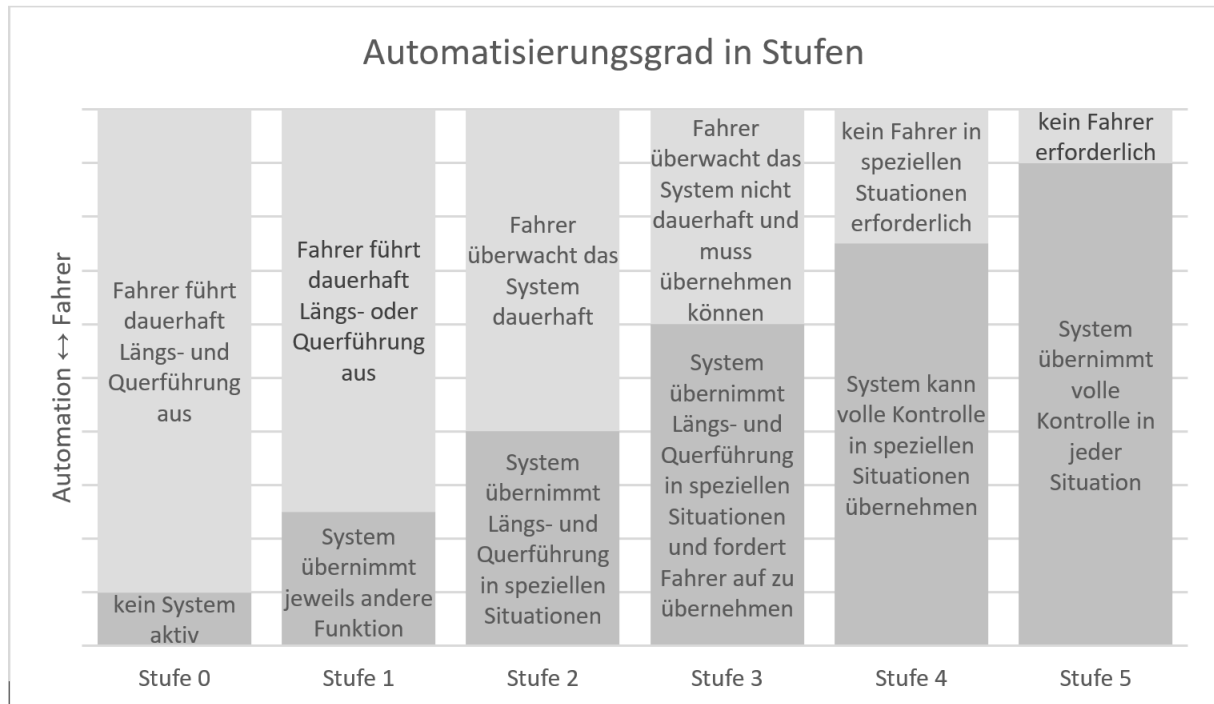 Automatisierungsgrad in Stufen
Automation ↔ Fahrer
Fahrer führt
dauerhaft
Längs- und
Querführung
aus
kein System
aktiv
Stufe 0
Fahrer führt
dauerhaft
Längs- oder
Querführung
aus
System
übernimmt
jeweils andere
Funktion
Stufe 1
Fahrer
überwacht das
System
dauerhaft
System
übernimmt
Längs- und
Querführung
in speziellen
Situationen
Stufe 2
Fahrer
überwacht das
System nicht
dauerhaft und
muss
übernehmen
können
System
übernimmt
Längs- und
Querführung
in speziellen
Situationen
und fordert
Fahrer auf zu
übernehmen
Stufe 3
kein Fahrer in
speziellen
Stuationen
erforderlich
System kann
volle Kontrolle
in speziellen
Situationen
übernehmen
Stufe 4
kein Fahrer
erforderlich
System
übernimmt
volle
Kontrolle in
jeder
Situation
Stufe 5